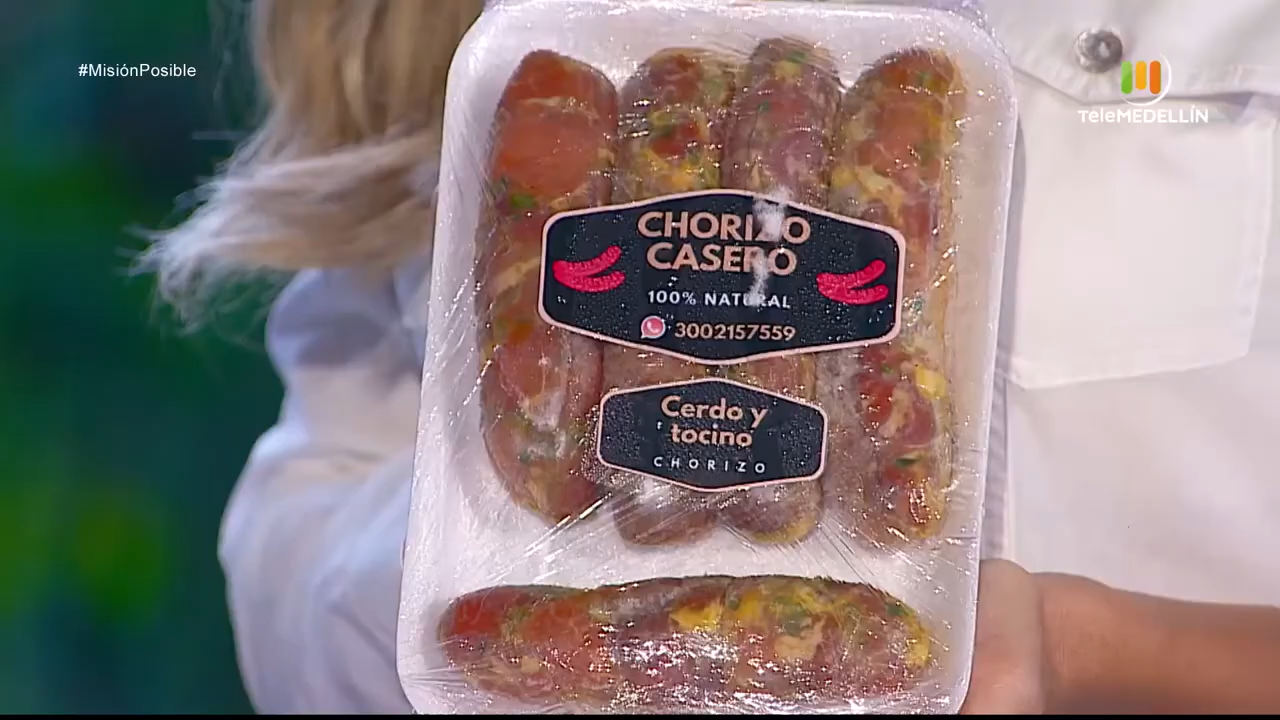 #MisiónPosible
TeleMEDELLÍN
CHORIZO
CASERO
100% NATURAL
3002157559
Cerdo y
tocino
CHORIZO